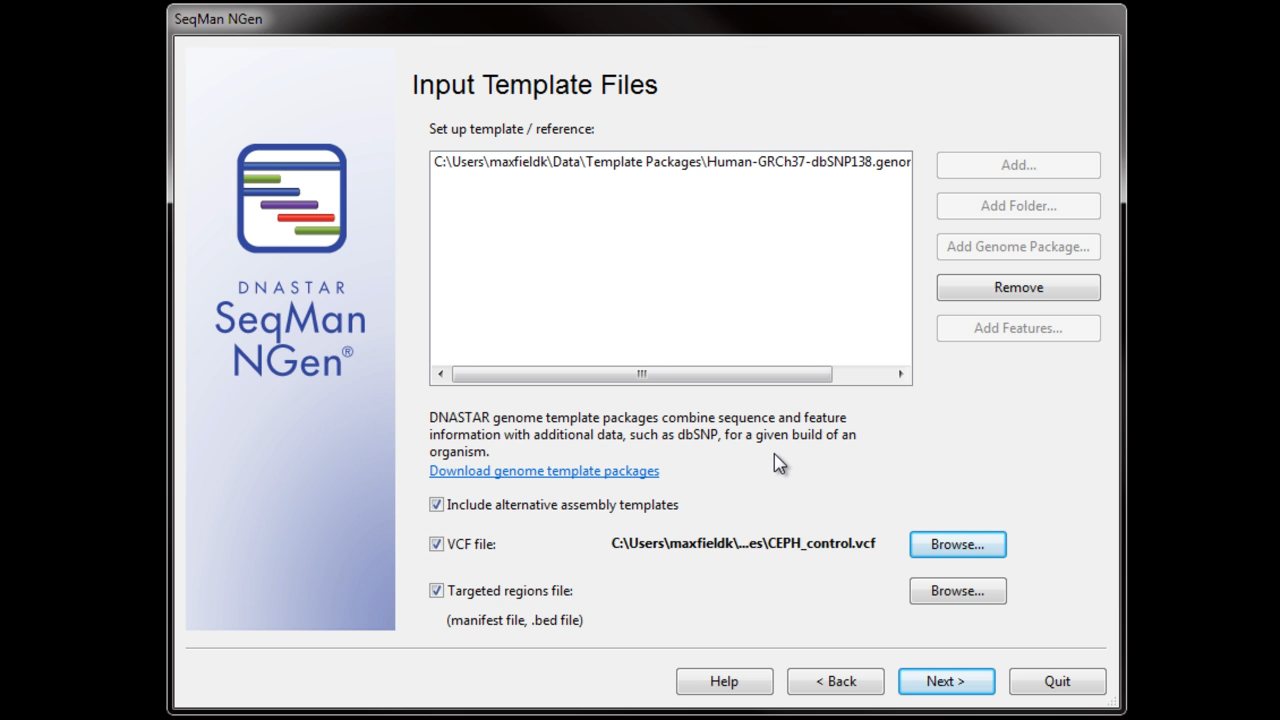 SeqMan NGen
Input Template Files
Set up template / reference:
C:\Users\maxfieldk\Data\Template Packages\Human-GRCh37-dbSNP138.genor
Add...
Add Folder...
Add Genome Package...
Remove
Add Features...
DNASTAR
SeqMan
NGen®
DNASTAR genome template packages combine sequence and feature
information with additional data, such as dbSNP, for a given build of an
organism.
Download genome template packages
Include alternative assembly templates
VCF file: C:\Users\maxfieldk\...es\CEPH_control.vcf Browse...
Targeted regions file: Browse...
(manifest file, .bed file)
Help < Back Next > Quit